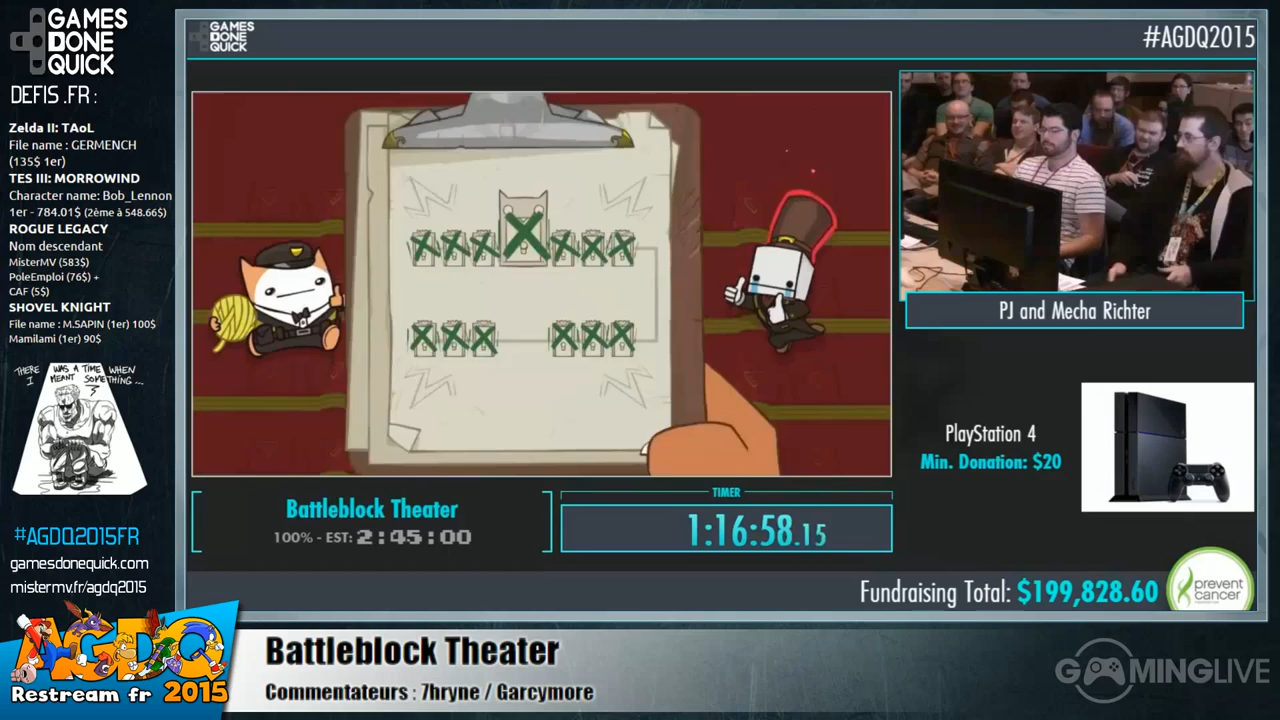 GAMES
DONE
QUICK
DEFIS .FR :
Zelda II: TAoL
File name : GERMENCH
(135$ 1er)
TES III: MORROWIND
Character name: Bob_Lennon
1er - 784.01$ (2ème à 548.66$)
ROGUE LEGACY
Nom descendant
MisterMV (583$)
PoleEmploi (76$) +
CAF (5$)
SHOVEL KNIGHT
File name : M.SAPIN (1er) 100$
Mamilami (1er) 90$
THERE WAS A TIME WHEN
I MEANT SOMETHING...
#AGDQ2015FR
gamesdonequick.com
mistermv.fr/agdq2015
AGDQ
Restream fr 2015
GAMES
DONE
QUICK
#AGDQ2015
PJ and Mecha Richter
PlayStation 4
Min. Donation: $20
Battleblock Theater
100% - EST: 2:45:00
TIMER
1:16:58.15
Fundraising Total: $199,828.60
prevent
cancer
Battleblock Theater
Commentateurs : 7hryne / Garcymore
GAMINGLIVE